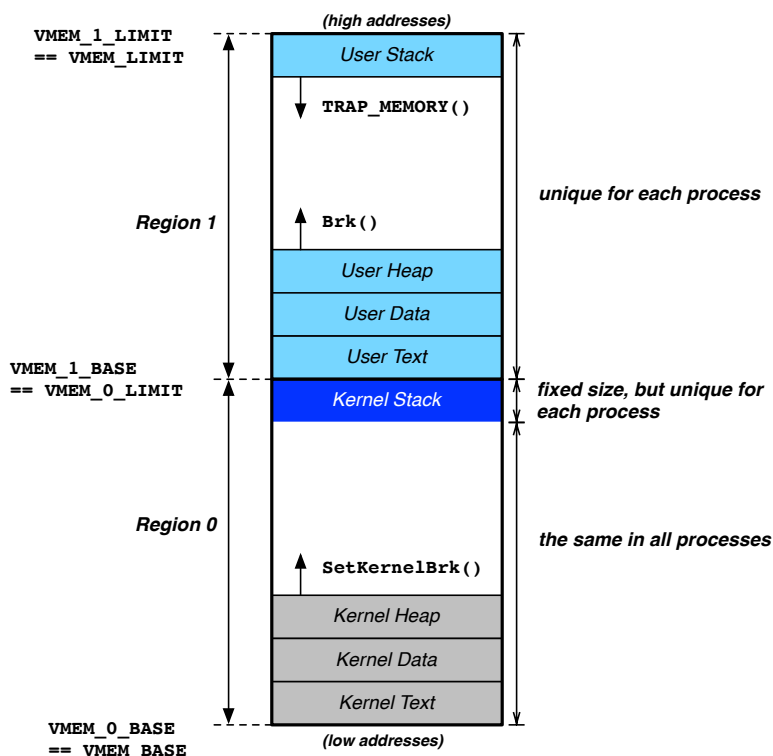 (high addresses)
VMEM_1_LIMIT
== VMEM_LIMIT
User Stack
TRAP_MEMORY()
unique for each process
Region 1
Brk()
User Heap
User Data
User Text
VMEM_1_BASE
== VMEM_0_LIMIT
Kernel Stack
fixed size, but unique for
each process
Region 0
the same in all processes
SetKernelBrk()
Kernel Heap
Kernel Data
Kernel Text
VMEM_0_BASE
== VMEM_BASE
(low addresses)